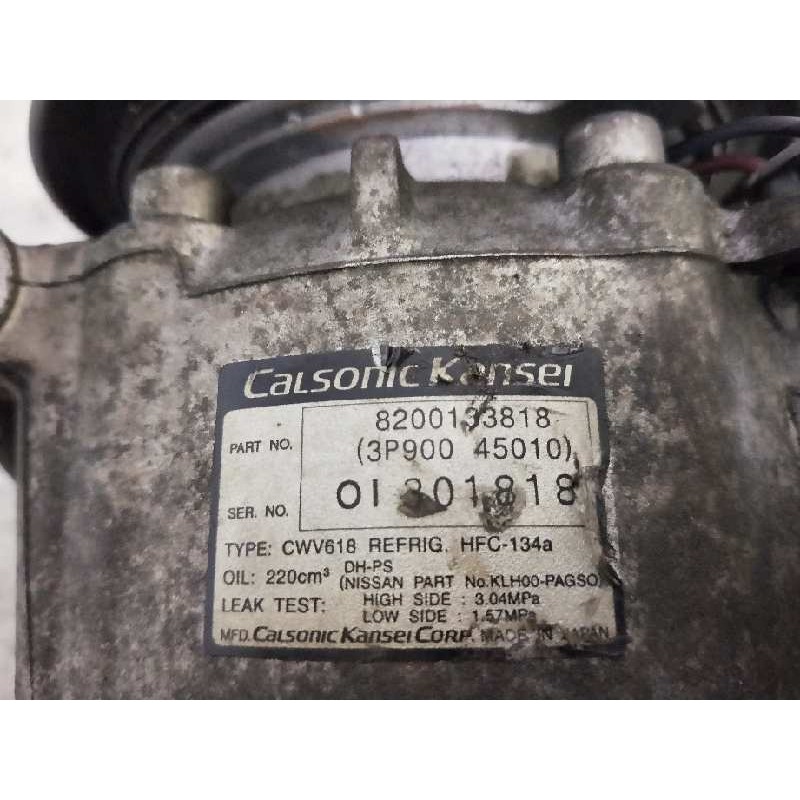 CALSONIC KANSEI
PART NO.
8200133818
(3P900 45010)
SER. NO.
TYPE: CWV618 REFRIG. HFC-134a
OIL: 220cm³ DH-PS
(NISSAN PART No.KLH00-PAGSO)
LEAK TEST: HIGH SIDE : 3.04MPa
LOW SIDE : 1.57MPa
MFD. CALSONIC KANSEI CORP. MADE IN JAPAN